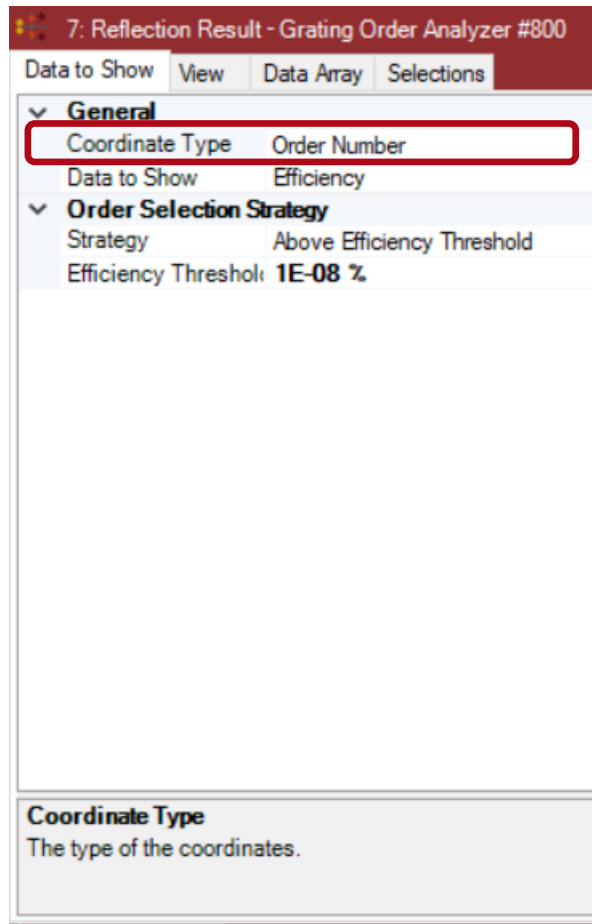 7: Reflection Result - Grating Order Analyzer #800
Data to Show View Data Array Selections
General
Coordinate Type Order Number
Data to Show Efficiency
Order Selection Strategy
Strategy Above Efficiency Threshold
Efficiency Threshol 1E-08 %
Coordinate Type
The type of the coordinates.